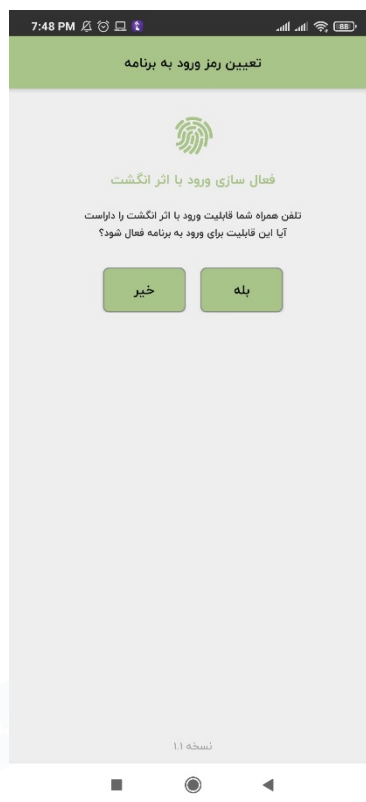 7:48 PM
88
تعیین رمز ورود به برنامه
فعال سازی ورود با اثر انگشت
تلفن همراه شما قابلیت ورود با اثر انگشت را داراست
آیا این قابلیت برای ورود به برنامه فعال شود؟
بله
خیر
نسخه ۱.۱